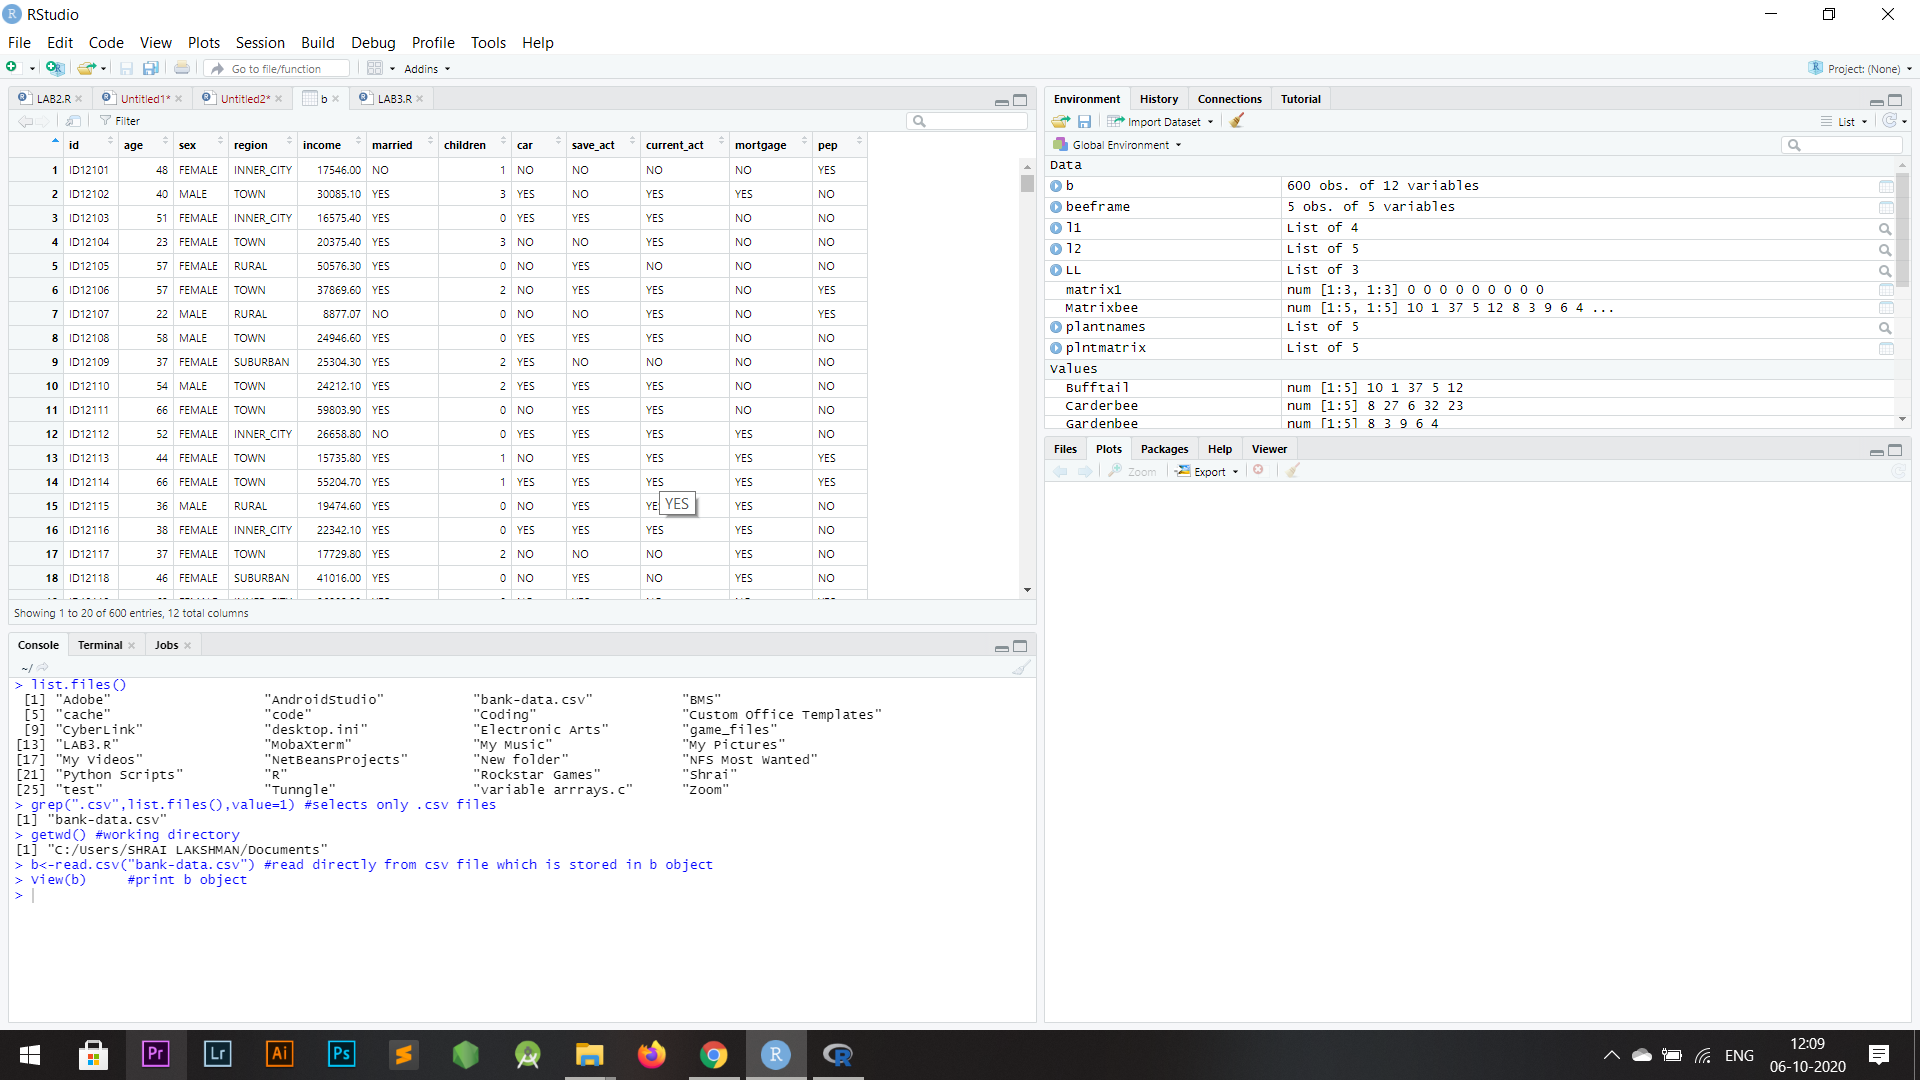 RStudio
File Edit Code View Plots Session Build Debug Profile Tools Help
Go to file/function Addins Project: (None)
LAB2.R Untitled1* Untitled2* b LAB3.R
Filter
id age sex region income married children car save_act current_act mortgage pep
1 ID12101 48 FEMALE INNER_CITY 17546.00 NO 1 NO NO NO NO YES
2 ID12102 40 MALE TOWN 30085.10 YES 3 YES NO YES YES NO
3 ID12103 51 FEMALE INNER_CITY 16575.40 YES 0 YES YES YES NO NO
4 ID12104 23 FEMALE TOWN 20375.40 YES 3 NO NO YES NO NO
5 ID12105 57 FEMALE RURAL 50576.30 YES 0 NO YES NO NO NO
6 ID12106 57 FEMALE TOWN 37869.60 YES 2 NO YES YES NO YES
7 ID12107 22 MALE RURAL 8877.07 NO 0 NO NO YES NO YES
8 ID12108 58 MALE TOWN 24946.60 YES 0 YES YES YES NO NO
9 ID12109 37 FEMALE SUBURBAN 25304.30 YES 2 YES NO NO NO NO
10 ID12110 54 MALE TOWN 24212.10 YES 2 YES YES YES NO NO
11 ID12111 66 FEMALE TOWN 59803.90 YES 0 NO YES YES NO NO
12 ID12112 52 FEMALE INNER_CITY 26658.80 NO 0 YES YES YES YES NO
13 ID12113 44 FEMALE TOWN 15735.80 YES 1 NO YES YES YES YES
14 ID12114 66 FEMALE TOWN 55204.70 YES 1 YES YES YES YES YES
15 ID12115 36 MALE RURAL 19474.60 YES 0 NO YES YES YES NO
YES
16 ID12116 38 FEMALE INNER_CITY 22342.10 YES 0 YES YES YES YES NO
17 ID12117 37 FEMALE TOWN 17729.80 YES 2 NO NO NO YES NO
18 ID12118 46 FEMALE SUBURBAN 41016.00 YES 0 NO YES NO YES NO
Showing 1 to 20 of 600 entries, 12 total columns
Console Terminal Jobs
~/
> list.files()
[1] "Adobe" "AndroidStudio" "bank-data.csv" "BMS"
[5] "cache" "code" "Coding" "Custom Office Templates"
[9] "CyberLink" "desktop.ini" "Electronic Arts" "game_files"
[13] "LAB3.R" "MobaXterm" "My Music" "My Pictures"
[17] "My Videos" "NetBeansProjects" "New folder" "NFS Most Wanted"
[21] "Python Scripts" "R" "Rockstar Games" "Shrai"
[25] "test" "Tunngle" "variable arrrays.c" "Zoom"
> grep(".csv",list.files(),value=1) #selects only .csv files
[1] "bank-data.csv"
> getwd() #working directory
[1] "C:/Users/SHRAI LAKSHMAN/Documents"
> b<-read.csv("bank-data.csv") #read directly from csv file which is stored in b object
> View(b) #print b object
>
Environment History Connections Tutorial
Import Dataset List
Global Environment
Data
b 600 obs. of 12 variables
beeframe 5 obs. of 5 variables
l1 List of 4
l2 List of 5
LL List of 3
matrix1 num [1:3, 1:3] 0 0 0 0 0 0 0 0 0
Matrixbee num [1:5, 1:5] 10 1 37 5 12 8 3 9 6 4 ...
plantnames List of 5
plntmatrix List of 5
Values
Bufftail num [1:5] 10 1 37 5 12
Carderbee num [1:5] 8 27 6 32 23
Gardenbee num [1:5] 8 3 9 6 4
Files Plots Packages Help Viewer
Zoom Export
Pr Lr Ai Ps R R
ENG
12:09
06-10-2020